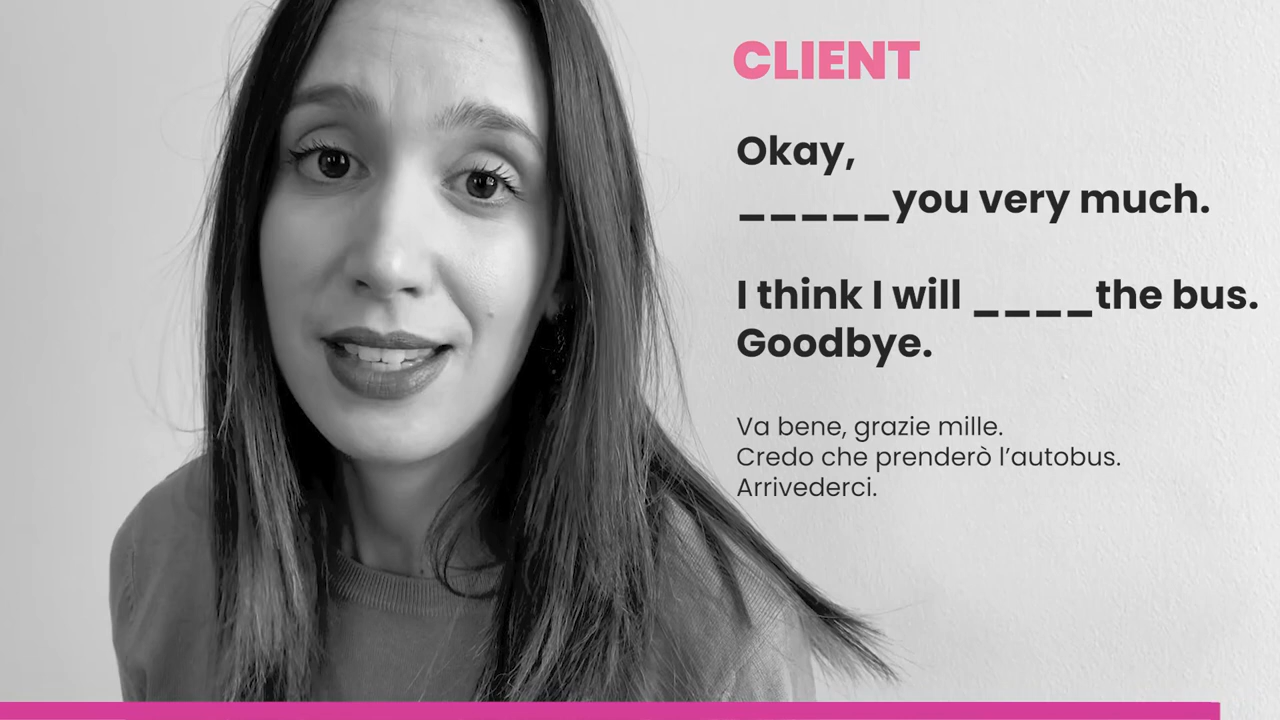 CLIENT
Okay,
_____you very much.
I think I will ____the bus.
Goodbye.
Va bene, grazie mille.
Credo che prenderò l’autobus.
Arrivederci.